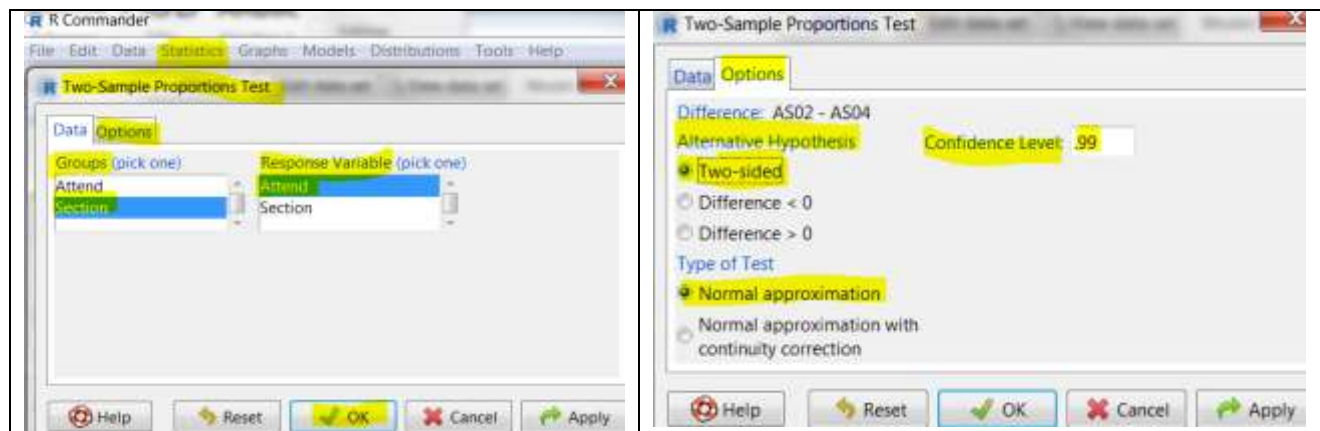 R Commander
File Edit Data Statistics Graphs Models Distributions Tools Help
Two-Sample Proportions Test
Data Options
Groups (pick one) Response Variable (pick one)
Attend Attend
Section Section
Help Reset OK Cancel Apply
Two-Sample Proportions Test
Data Options
Difference: AS02 - AS04
Alternative Hypothesis Confidence Level: .99
Two-sided
Difference < 0
Difference > 0
Type of Test
Normal approximation
Normal approximation with
continuity correction
Help Reset OK Cancel Apply